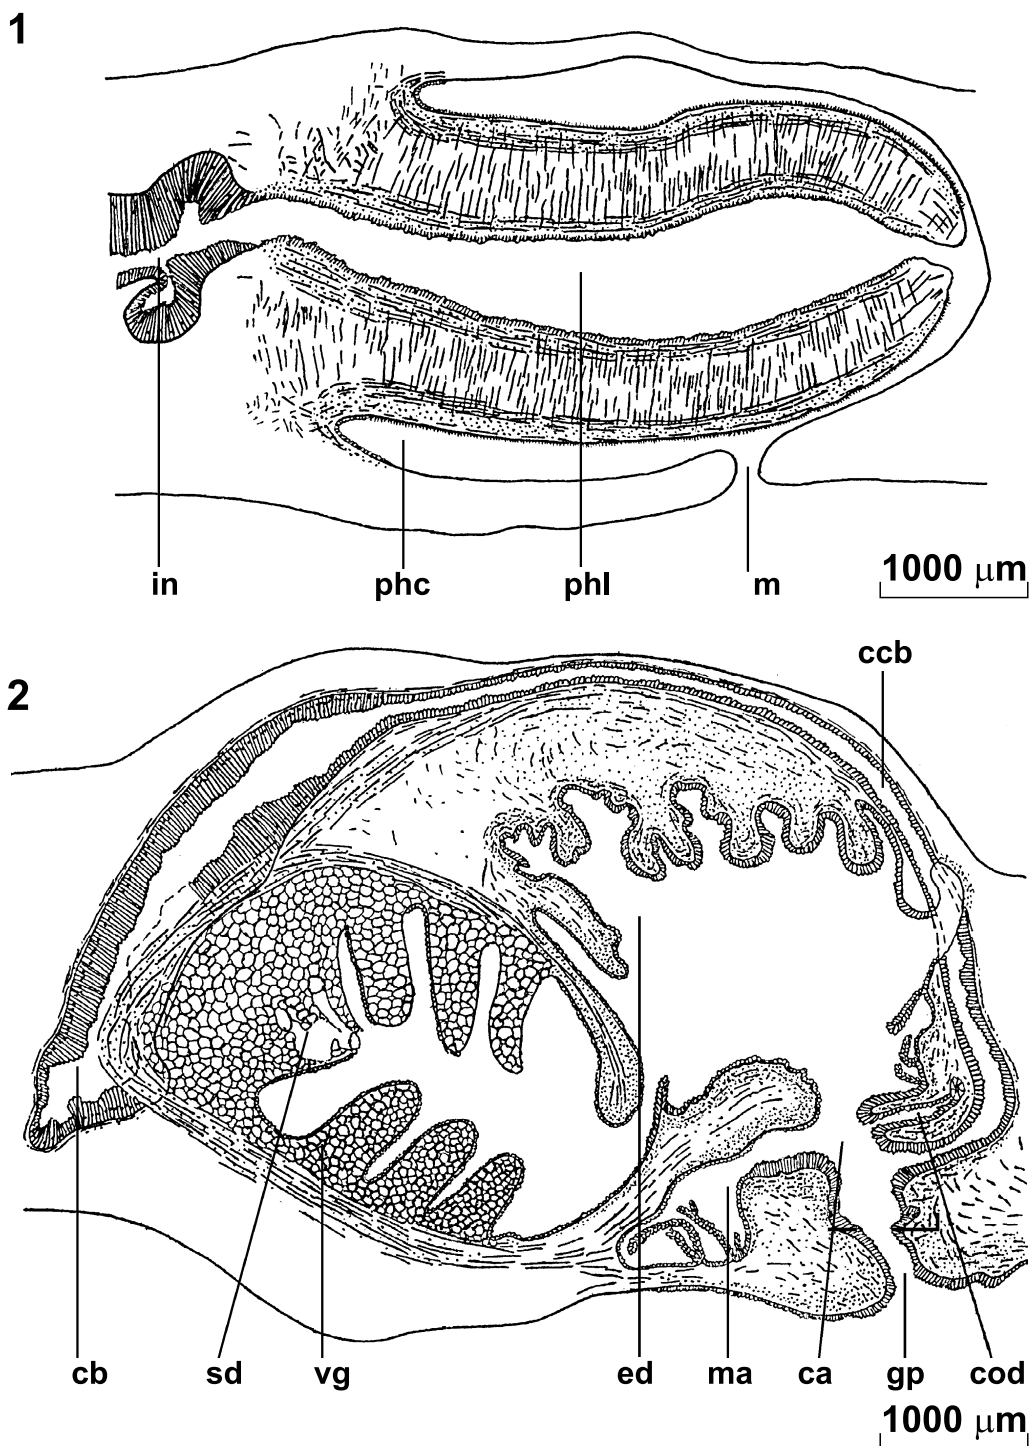 1
in phc phl m
1000 μm
ccb
2
cb sd vg ed ma ca gp cod
1000 μm